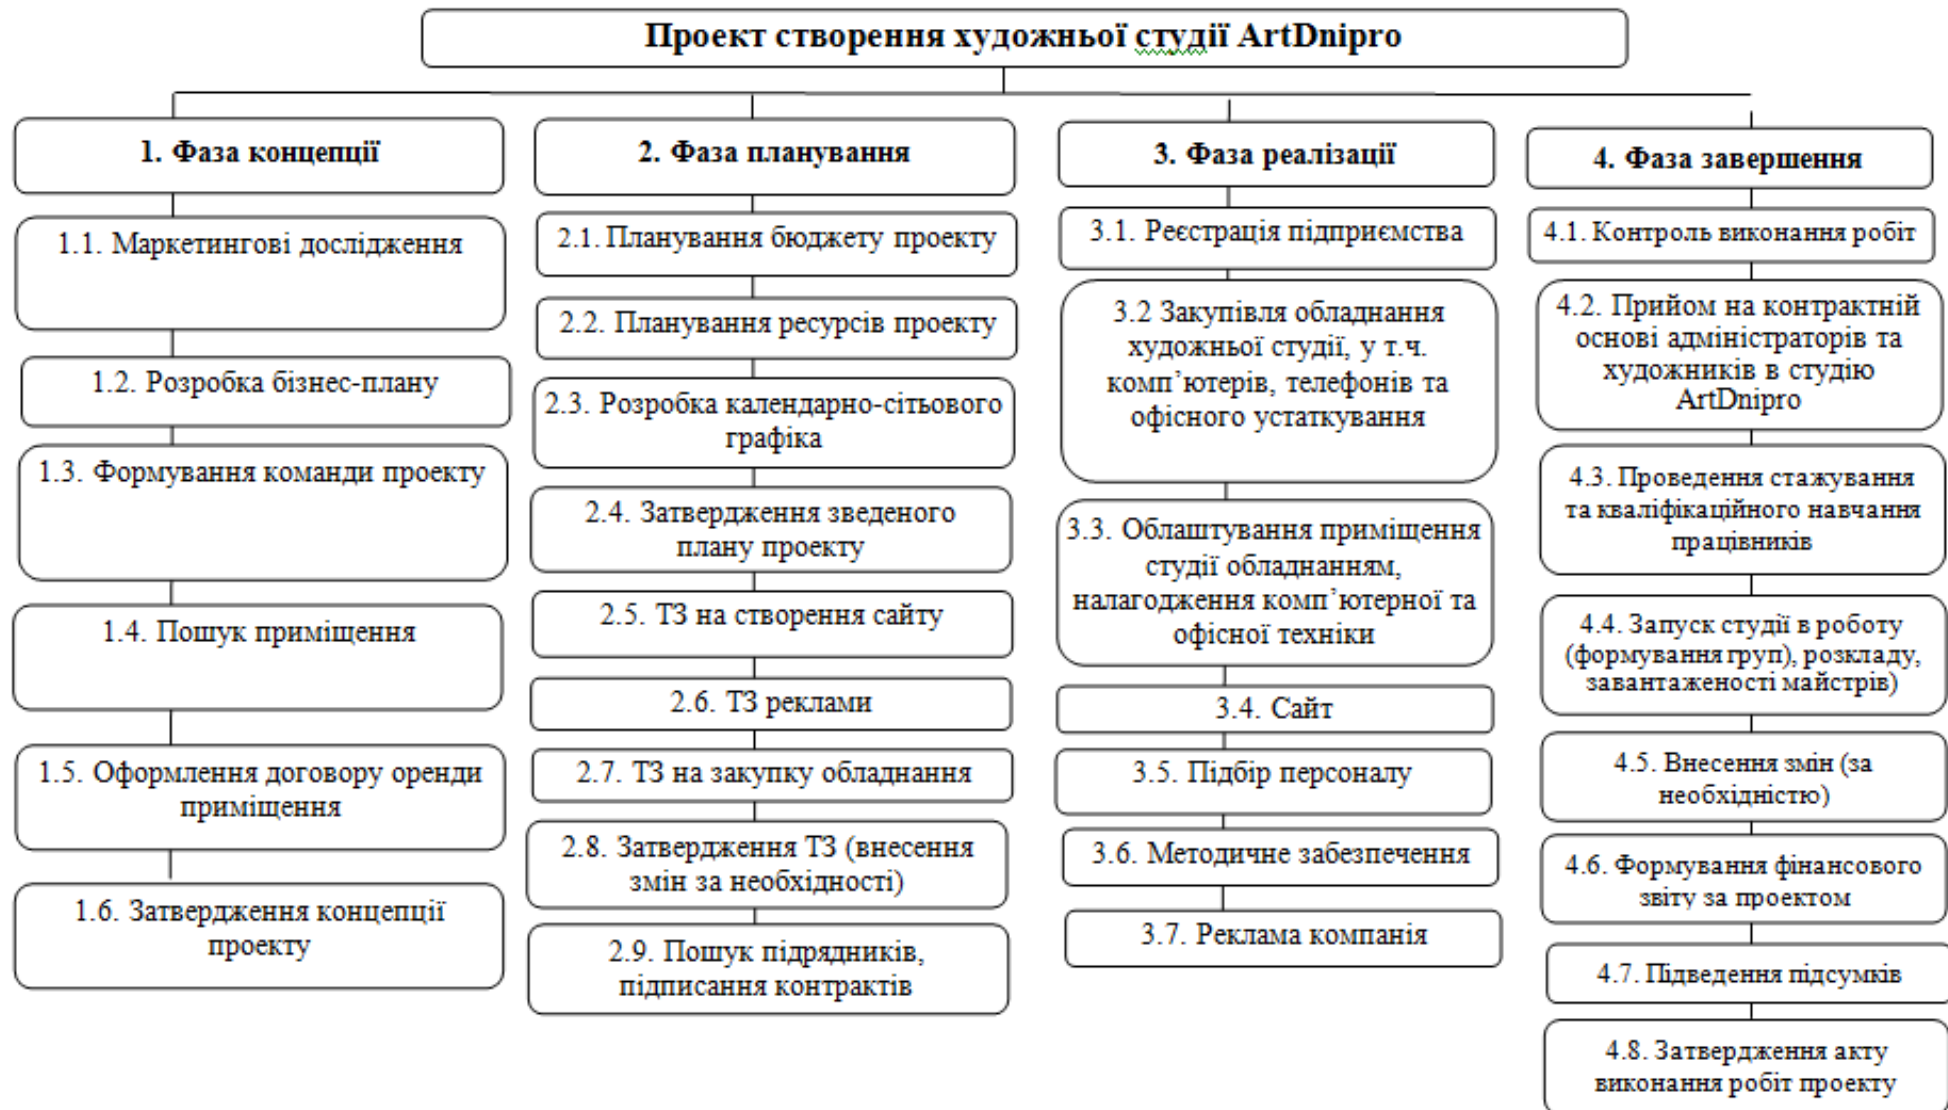 Проект створення художньої студії ArtDnipro
1. Фаза концепції
1.1. Маркетингові дослідження
1.2. Розробка бізнес-плану
1.3. Формування команди проекту
1.4. Пошук приміщення
1.5. Оформлення договору оренди
приміщення
1.6. Затвердження концепції
проекту
2. Фаза планування
2.1. Планування бюджету проекту
2.2. Планування ресурсів проекту
2.3. Розробка календарно-сітьового
графіка
2.4. Затвердження зведеного
плану проекту
2.5. ТЗ на створення сайту
2.6. ТЗ реклами
2.7. ТЗ на закупку обладнання
2.8. Затвердження ТЗ (внесення
змін за необхідності)
2.9. Пошук підрядників,
підписання контрактів
3. Фаза реалізації
3.1. Реєстрація підприємства
3.2 Закупівля обладнання
художньої студії, у т.ч.
комп’ютерів, телефонів та
офісного устаткування
3.3. Облаштування приміщення
студії обладнанням,
налагодження комп’ютерної та
офісної техніки
3.4. Сайт
3.5. Підбір персоналу
3.6. Методичне забезпечення
3.7. Реклама компанія
4. Фаза завершення
4.1. Контроль виконання робіт
4.2. Прийом на контрактній
основі адміністраторів та
художників в студію
ArtDnipro
4.3. Проведення стажування
та кваліфікаційного навчання
працівників
4.4. Запуск студії в роботу
(формування груп), розкладу,
завантаженості майстрів)
4.5. Внесення змін (за
необхідністю)
4.6. Формування фінансового
звіту за проектом
4.7. Підведення підсумків
4.8. Затвердження акту
виконання робіт проекту